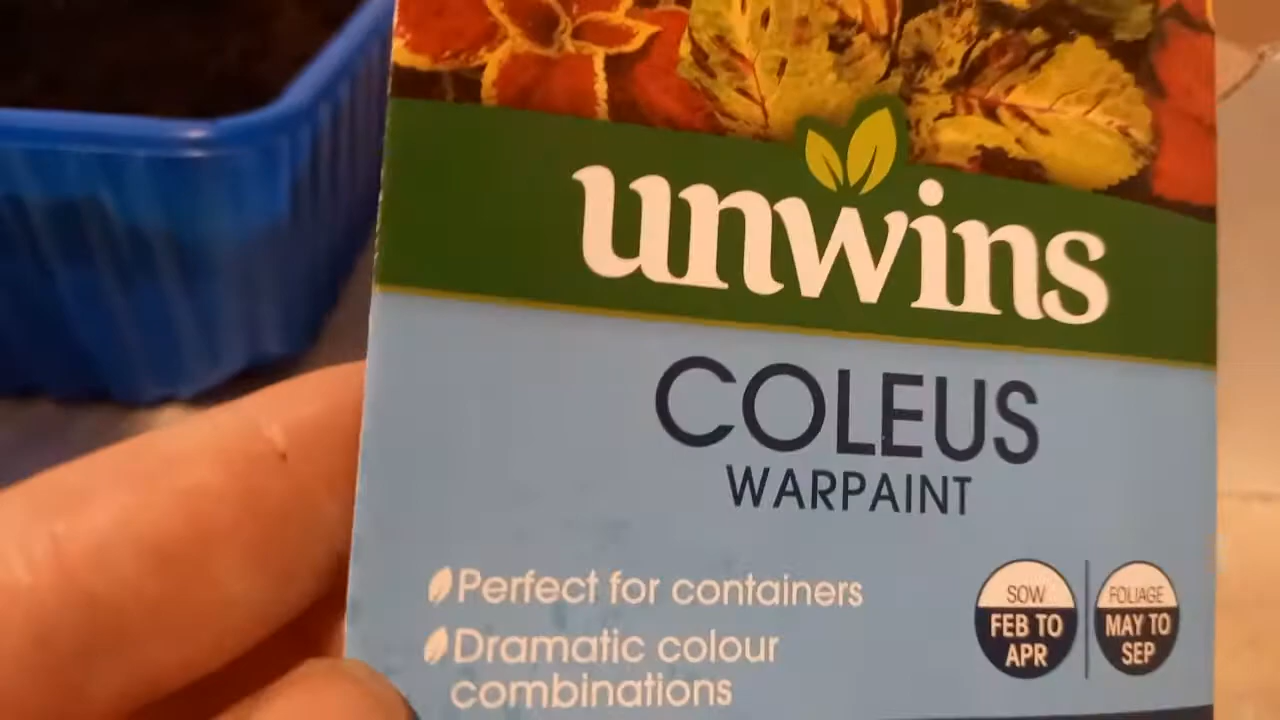 unwins
COLEUS
WARPAINT
Perfect for containers
Dramatic colour
combinations
SOW
FEB TO
APR
FOLIAGE
MAY TO
SEP